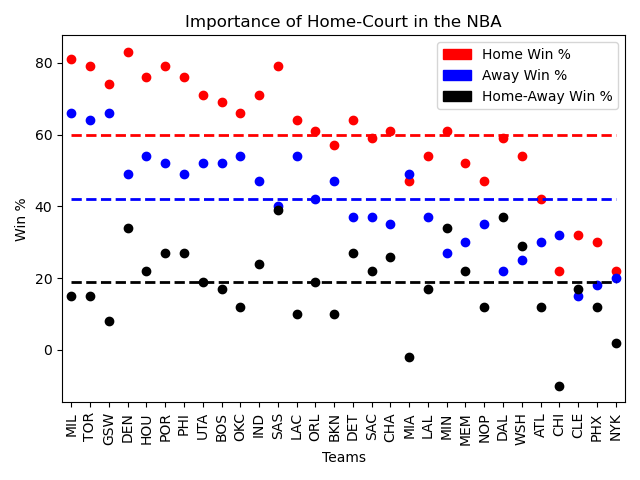 Importance of Home-Court in the NBA
Home Win %
Away Win %
Home-Away Win %
Win %
80
60
40
20
0
MIL
TOR
GSW
DEN
HOU
POR
PHI
UTA
BOS
OKC
IND
SAS
LAC
ORL
BKN
DET
SAC
CHA
MIA
LAL
MIN
MEM
NOP
DAL
WSH
ATL
CHI
CLE
PHX
NYK
Teams